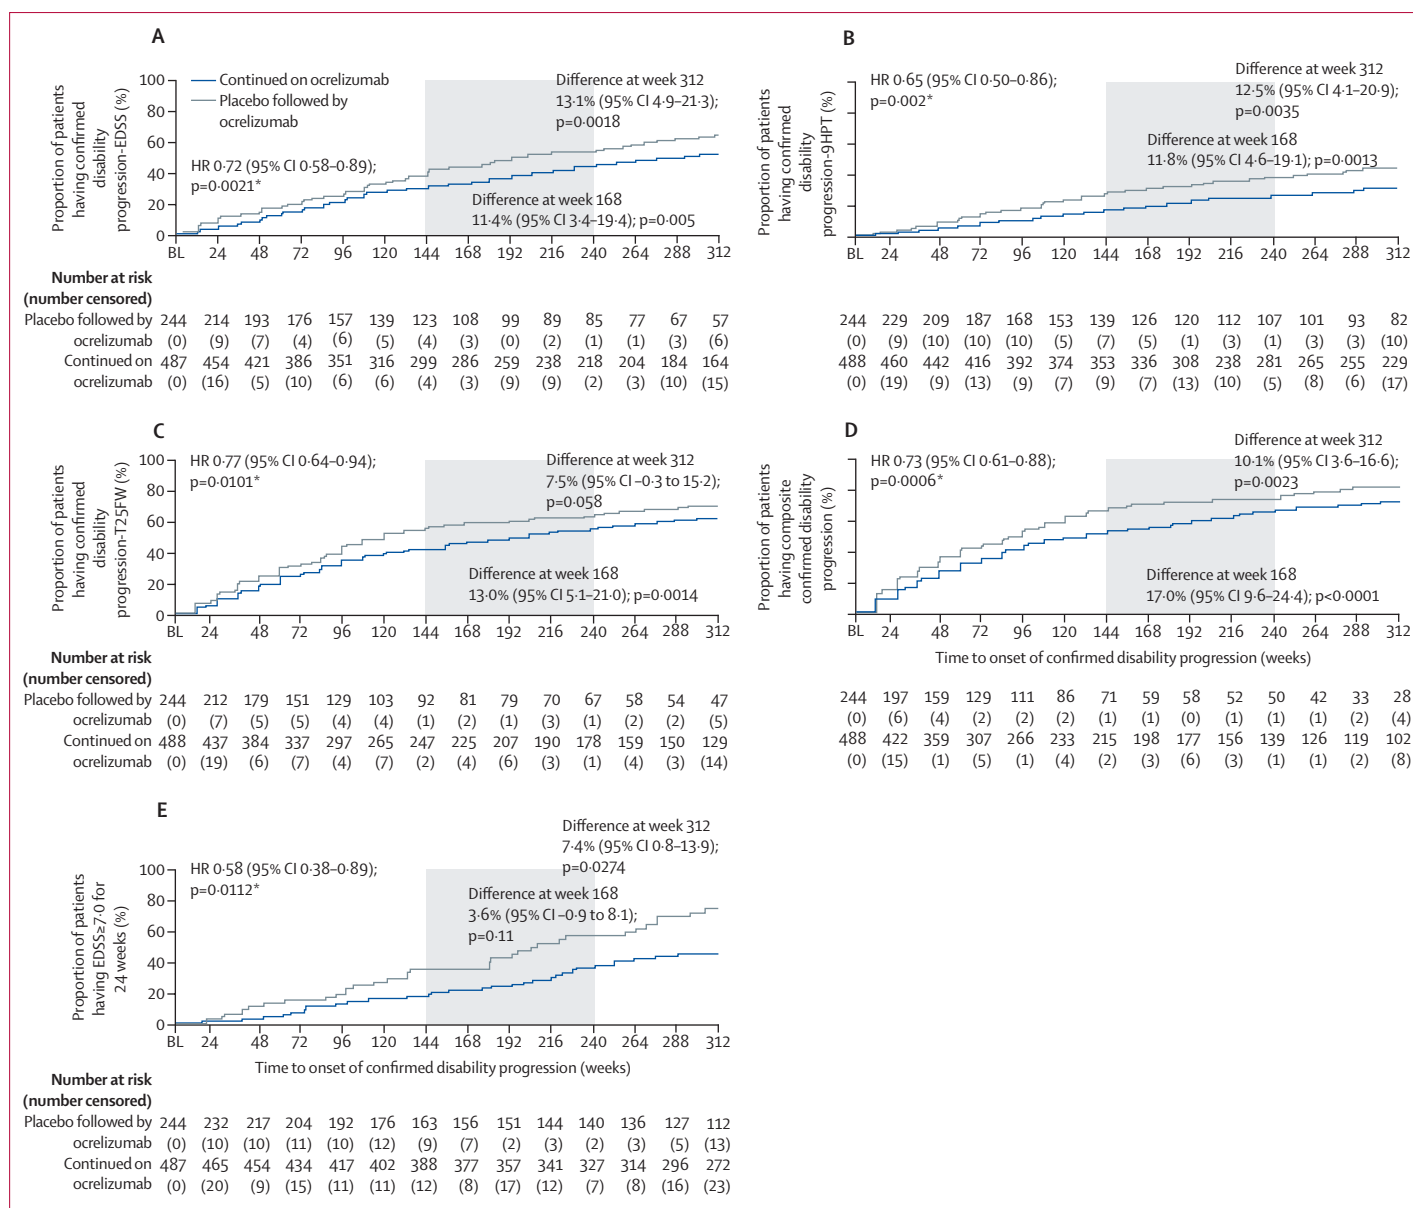 A
Proportion of patients
having confirmed
disability
progression-EDSS (%)
100
80
60
40
20
0
Continued on ocrelizumab
Placebo followed by
ocrelizumab
HR 0·72 (95% CI 0·58–0·89);
p=0·0021*
Difference at week 312
13·1% (95% CI 4·9–21·3);
p=0·0018
Difference at week 168
11·4% (95% CI 3·4–19·4); p=0·005
BL 24 48 72 96 120 144 168 192 216 240 264 288 312
Number at risk
(number censored)
Placebo followed by 244 214 193 176 157 139 123 108 99 89 85 77 67 57
ocrelizumab (0) (9) (7) (4) (6) (5) (4) (3) (0) (2) (1) (1) (3) (6)
Continued on 487 454 421 386 351 316 299 286 259 238 218 204 184 164
ocrelizumab (0) (16) (5) (10) (6) (6) (4) (3) (9) (9) (2) (3) (10) (15)
B
Proportion of patients
having confirmed
disability
progression-9HPT (%)
HR 0·65 (95% CI 0·50–0·86);
p=0·002*
Difference at week 312
12·5% (95% CI 4·1–20·9);
p=0·0035
Difference at week 168
11·8% (95% CI 4·6–19·1); p=0·0013
BL 24 48 72 96 120 144 168 192 216 240 264 288 312
244 229 209 187 168 153 139 126 120 112 107 101 93 82
(0) (9) (10) (10) (10) (5) (7) (5) (1) (3) (1) (3) (3) (10)
488 460 442 416 392 374 353 336 308 238 281 265 255 229
(0) (19) (9) (13) (9) (7) (9) (7) (13) (10) (5) (8) (6) (17)
C
Proportion of patients
having confirmed
disability
progression-T25FW (%)
100
80
60
40
20
0
HR 0·77 (95% CI 0·64–0·94);
p=0·0101*
Difference at week 312
7·5% (95% CI –0·3 to 15·2);
p=0·058
Difference at week 168
13·0% (95% CI 5·1–21·0); p=0·0014
BL 24 48 72 96 120 144 168 192 216 240 264 288 312
Number at risk
(number censored)
Placebo followed by 244 212 179 151 129 103 92 81 79 70 67 58 54 47
ocrelizumab (0) (7) (5) (5) (4) (4) (1) (2) (1) (3) (1) (2) (2) (5)
Continued on 488 437 384 337 297 265 247 225 207 190 178 159 150 129
ocrelizumab (0) (19) (6) (7) (4) (7) (2) (4) (6) (3) (1) (4) (3) (14)
D
Proportion of patients
having composite
confirmed disability
progression (%)
HR 0·73 (95% CI 0·61–0·88);
p=0·0006*
Difference at week 312
10·1% (95% CI 3·6–16·6);
p=0·0023
Difference at week 168
17·0% (95% CI 9·6–24·4); p<0·0001
BL 24 48 72 96 120 144 168 192 216 240 264 288 312
Time to onset of confirmed disability progression (weeks)
244 197 159 129 111 86 71 59 58 52 50 42 33 28
(0) (6) (4) (2) (2) (2) (1) (1) (0) (1) (1) (1) (2) (4)
488 422 359 307 266 233 215 198 177 156 139 126 119 102
(0) (15) (1) (5) (1) (4) (2) (3) (6) (3) (1) (1) (2) (8)
E
Proportion of patients
having EDSS≥7·0 for
24 weeks (%)
100
80
60
40
20
0
HR 0·58 (95% CI 0·38–0·89);
p=0·0112*
Difference at week 312
7·4% (95% CI 0·8–13·9);
p=0·0274
Difference at week 168
3·6% (95% CI –0·9 to 8·1);
p=0·11
BL 24 48 72 96 120 144 168 192 216 240 264 288 312
Time to onset of confirmed disability progression (weeks)
Number at risk
(number censored)
Placebo followed by 244 232 217 204 192 176 163 156 151 144 140 136 127 112
ocrelizumab (0) (10) (10) (11) (10) (12) (9) (7) (2) (3) (2) (3) (5) (13)
Continued on 487 465 454 434 417 402 388 377 357 341 327 314 296 272
ocrelizumab (0) (20) (9) (15) (11) (11) (12) (8) (17) (12) (7) (8) (16) (23)